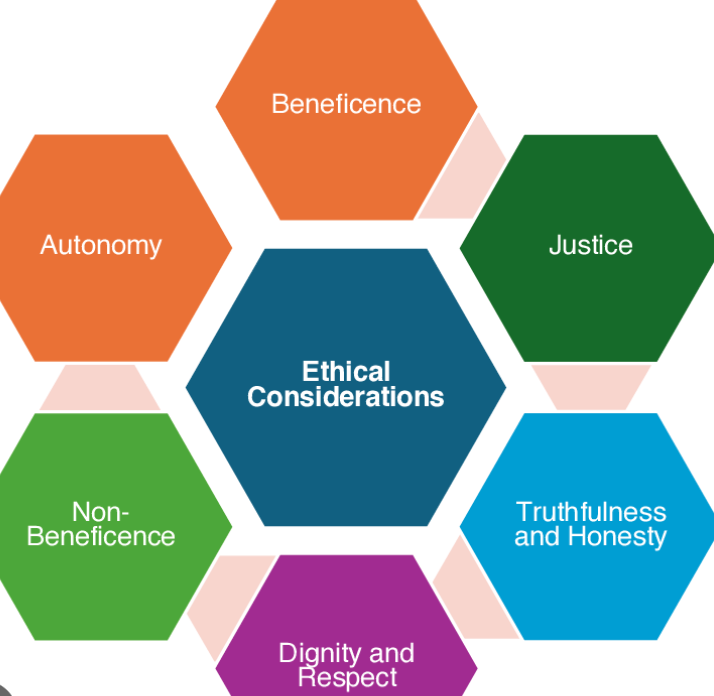 Beneficence
Autonomy
Justice
Ethical
Considerations
Non-
Beneficence
Truthfulness
and Honesty
Dignity and
Respect